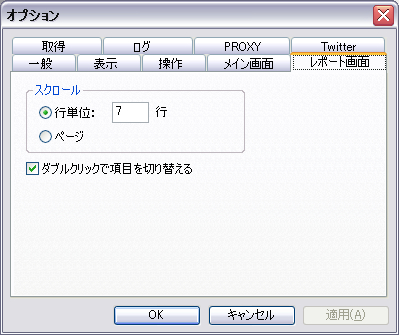 オプション
取得 ログ PROXY Twitter
一般 表示 操作 メイン画面 レポート画面
スクロール
行単位: 7 行
ページ
ダブルクリックで項目を切り替える
OK キャンセル 適用(A)